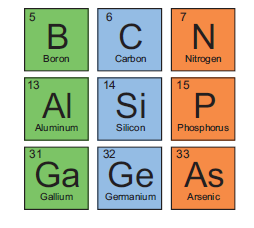 5 6 7
B C N
Boron Carbon Nitrogen
13 14 15
Al Si P
Aluminum Silicon Phosphorus
31 32 33
Ga Ge As
Gallium Germanium Arsenic